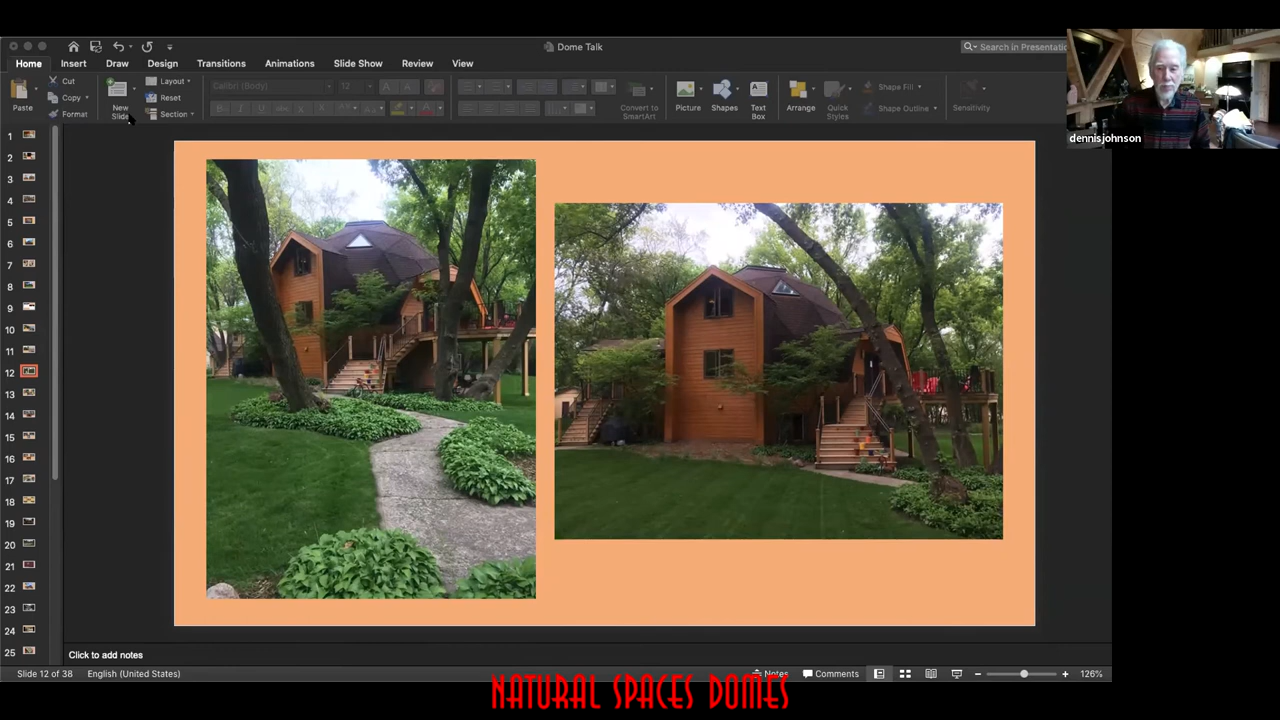 Dome Talk
Search in Presentatio
Home Insert Draw Design Transitions Animations Slide Show Review View
Paste
Cut
Copy
Format
New
Slide
Layout
Reset
Section
Calibri (Body)
12
Convert to
SmartArt
Picture
Shapes
Text
Box
Arrange
Quick
Styles
Shape Fill
Shape Outline
Sensitivity
dennisjohnson
1
2
3
4
5
6
7
8
9
10
11
12
13
14
15
16
17
18
19
20
21
22
23
24
25
Click to add notes
Slide 12 of 38 English (United States) Notes Comments 126%
NATURAL SPACES DOMES